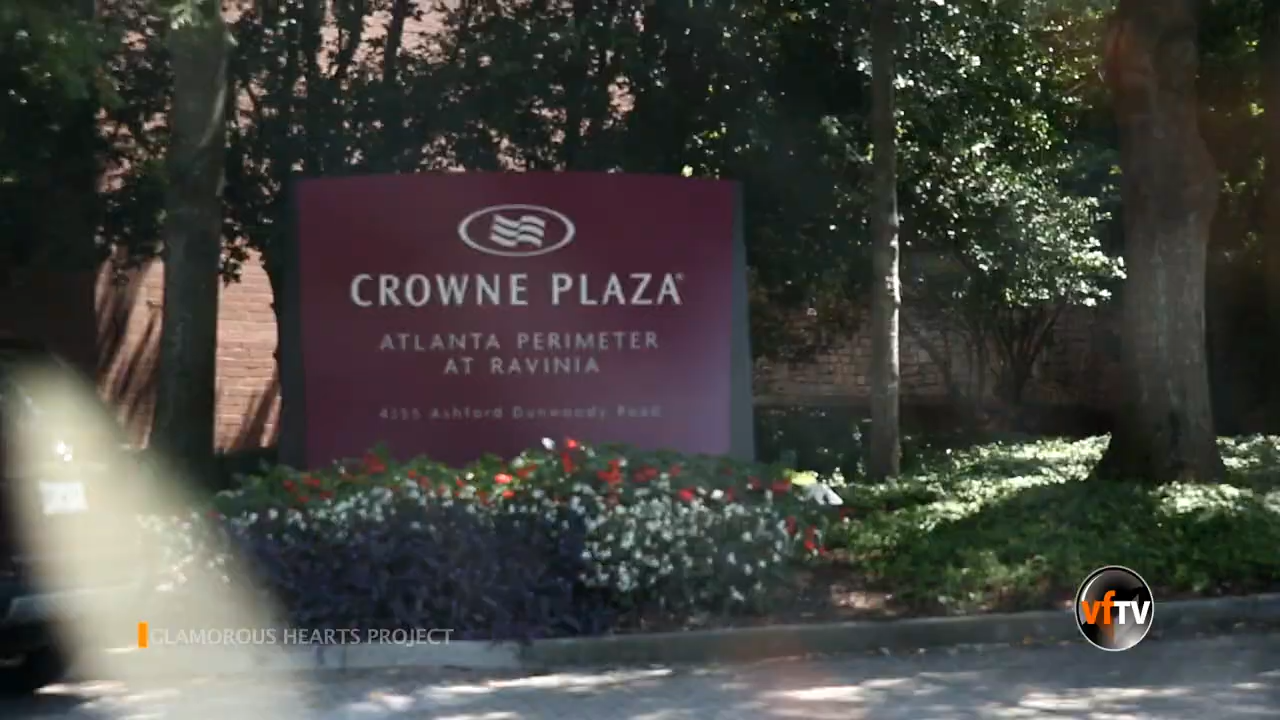 CROWNE PLAZA®
ATLANTA PERIMETER
AT RAVINIA
4355 Ashford Dunwoody Road
GLAMOROUS HEARTS PROJECT
vfTV